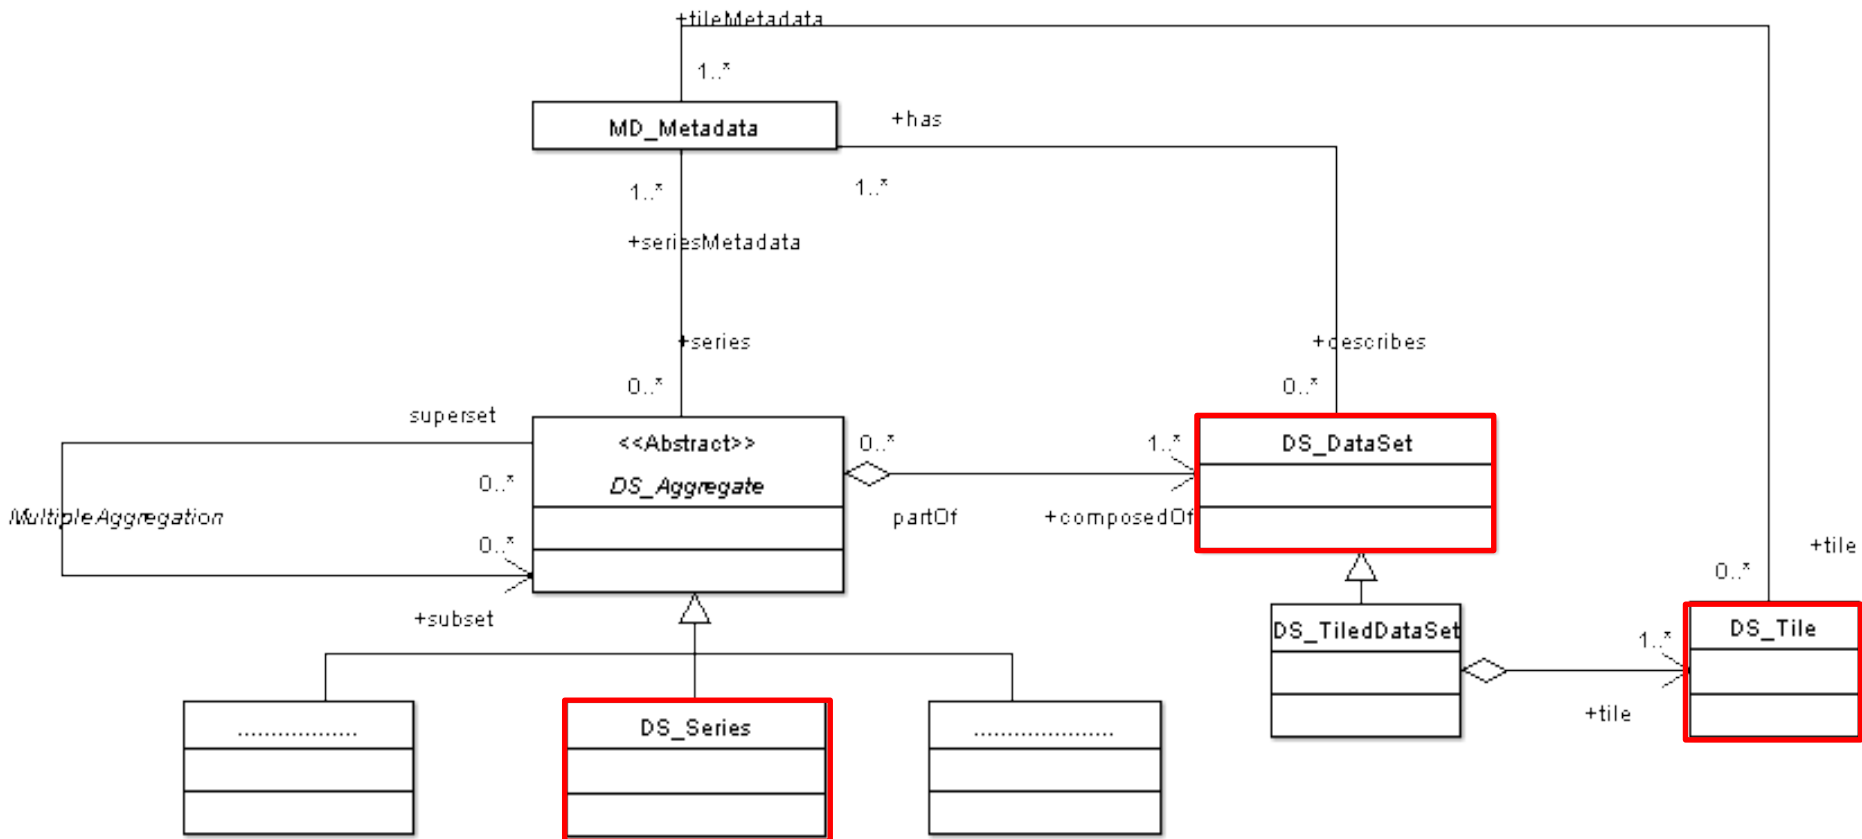 +tileMetadata
1..*
MD_Metadata
+has
1..*
1..*
+seriesMetadata
+series
+describes
0..*
0..*
superset
<<Abstract>>
DS_Aggregate
0..*
1..*
DS_DataSet
0..*
MultipleAggregation
partOf
+composedOf
0..*
+tile
0..*
+subset
DS_TiledDataSet
1..*
DS_Tile
+tile
.................
DS_Series
....................